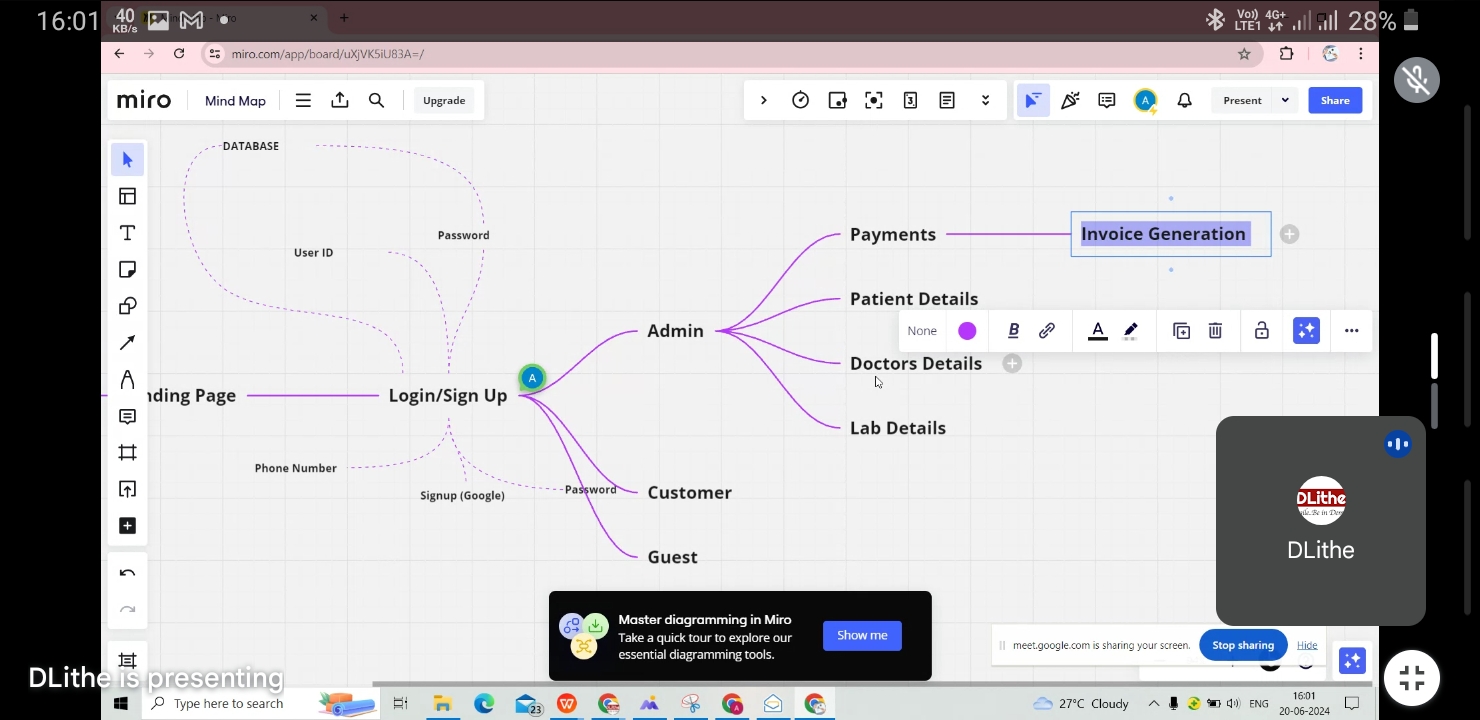 16:01
40
KB/s
Vo))
LTE1
4G+
28%
miro.com/app/board/uXjVK5iU83A=/
miro
Mind Map
Upgrade
3
A
Present
Share
DATABASE
Password
User ID
Payments
Invoice Generation
Patient Details
Admin
None
B
A
Doctors Details
A
nding Page
Login/Sign Up
Lab Details
Phone Number
Signup (Google)
Password
Customer
Guest
DLithe
DLithe
Master diagramming in Miro
Take a quick tour to explore our
essential diagramming tools.
Show me
meet.google.com is sharing your screen.
Stop sharing
Hide
DLithe is presenting
Type here to search
23
27°C Cloudy
ENG
16:01
20-06-2024